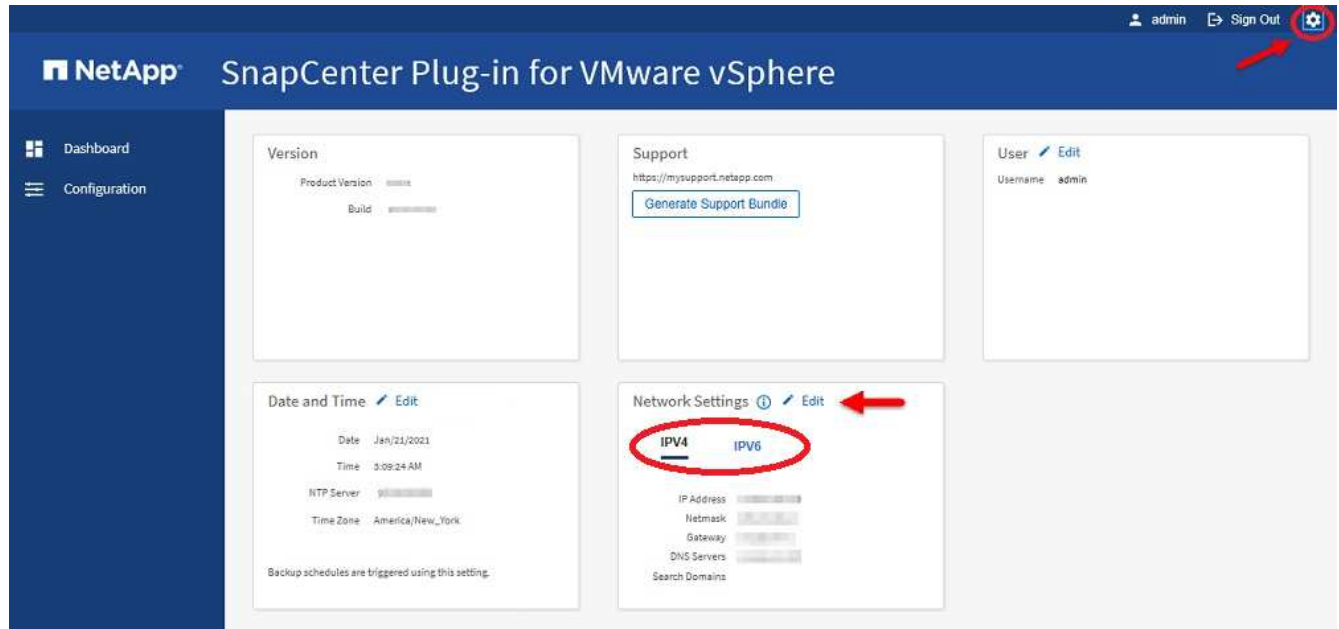 admin Sign Out
NetApp SnapCenter Plug-in for VMware vSphere
Dashboard
Configuration
Version
Product Version
Build
Support
https://mysupport.netapp.com
Generate Support Bundle
User Edit
Username admin
Date and Time Edit
Date Jan/21/2021
Time 3:09:24 AM
NTP Server
Time Zone America/New_York
Backup schedules are triggered using this setting.
Network Settings Edit
IPV4 IPV6
IP Address
Netmask
Gateway
DNS Servers
Search Domains